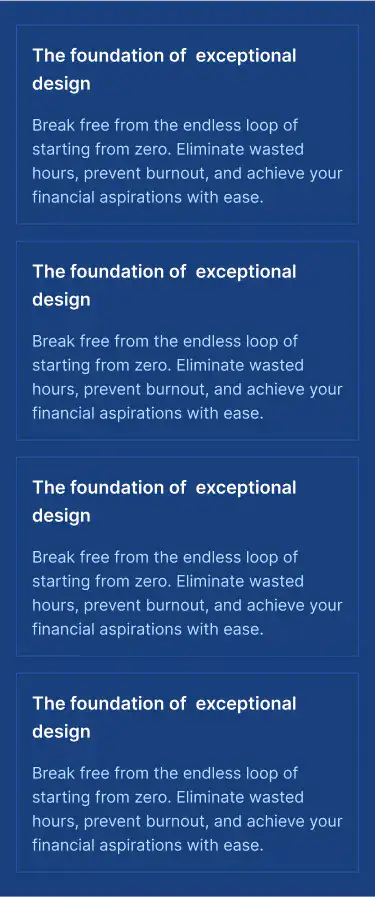 The foundation of  exceptional
design
Break free from the endless loop of
starting from zero. Eliminate wasted
hours, prevent burnout, and achieve your
financial aspirations with ease.
The foundation of  exceptional
design
Break free from the endless loop of
starting from zero. Eliminate wasted
hours, prevent burnout, and achieve your
financial aspirations with ease.
The foundation of  exceptional
design
Break free from the endless loop of
starting from zero. Eliminate wasted
hours, prevent burnout, and achieve your
financial aspirations with ease.
The foundation of  exceptional
design
Break free from the endless loop of
starting from zero. Eliminate wasted
hours, prevent burnout, and achieve your
financial aspirations with ease.